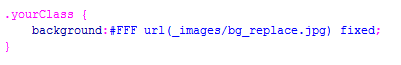 .yourClass {
background:#FFF url(_images/bg_replace.jpg) fixed;
}